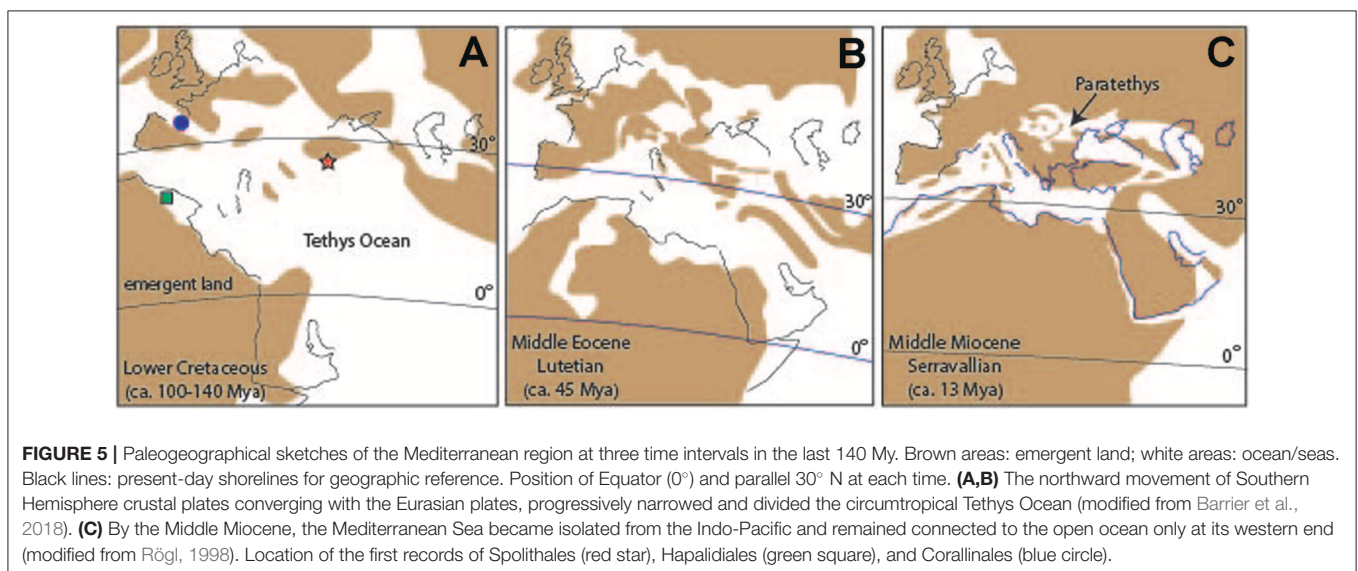 A
30°
Tethys Ocean
emergent land
0°
Lower Cretaceous
(ca. 100-140 Mya)
B
30°
0°
Middle Eocene
Lutetian
(ca. 45 Mya)
C
Paratethys
30°
0°
Middle Miocene
Serravallian
(ca. 13 Mya)
FIGURE 5 | Paleogeographical sketches of the Mediterranean region at three time intervals in the last 140 My. Brown areas: emergent land; white areas: ocean/seas.
Black lines: present-day shorelines for geographic reference. Position of Equator (0°) and parallel 30° N at each time. (A,B) The northward movement of Southern
Hemisphere crustal plates converging with the Eurasian plates, progressively narrowed and divided the circumtropical Tethys Ocean (modified from Barrier et al.,
2018). (C) By the Middle Miocene, the Mediterranean Sea became isolated from the Indo-Pacific and remained connected to the open ocean only at its western end
(modified from Rögl, 1998). Location of the first records of Spolithales (red star), Hapalidiales (green square), and Corallinales (blue circle).